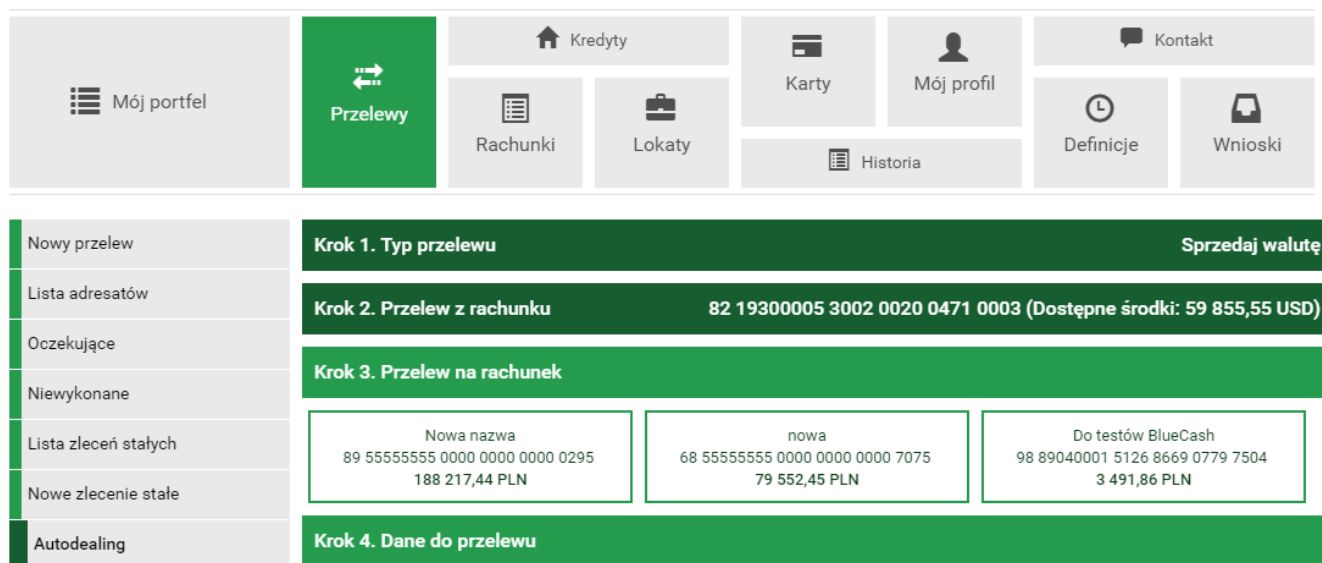 Mój portfel
Przelewy
Kredyty
Rachunki
Lokaty
Karty
Mój profil
Historia
Kontakt
Definicje
Wnioski
Nowy przelew
Lista adresatów
Oczekujące
Niewykonane
Lista zleceń stałych
Nowe zlecenie stałe
Autodealing
Krok 1. Typ przelewu Sprzedaj walutę
Krok 2. Przelew z rachunku 82 19300005 3002 0020 0471 0003 (Dostępne środki: 59 855,55 USD)
Krok 3. Przelew na rachunek
Nowa nazwa
89 55555555 0000 0000 0000 0295
188 217,44 PLN
nowa
68 55555555 0000 0000 0000 7075
79 552,45 PLN
Do testów BlueCash
98 89040001 5126 8669 0779 7504
3 491,86 PLN
Krok 4. Dane do przelewu